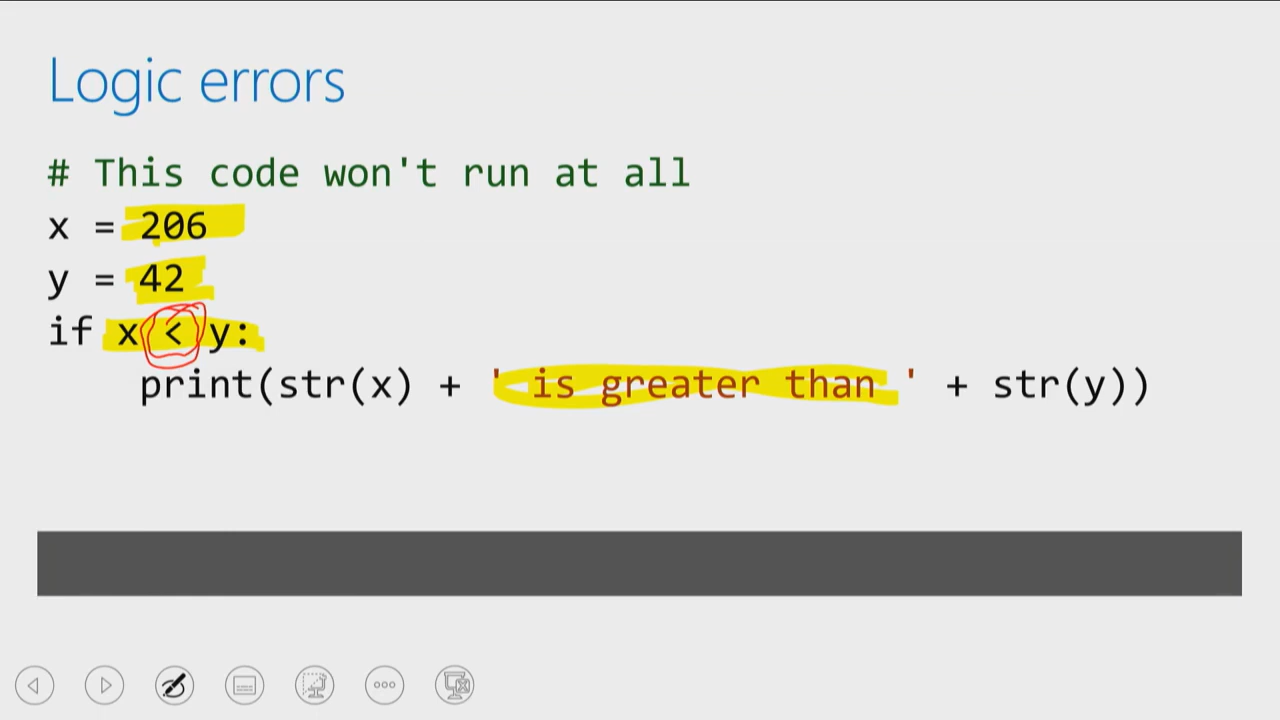 Logic errors
# This code won't run at all
x = 206
y = 42
if x < y:
    print(str(x) + ' is greater than ' + str(y))